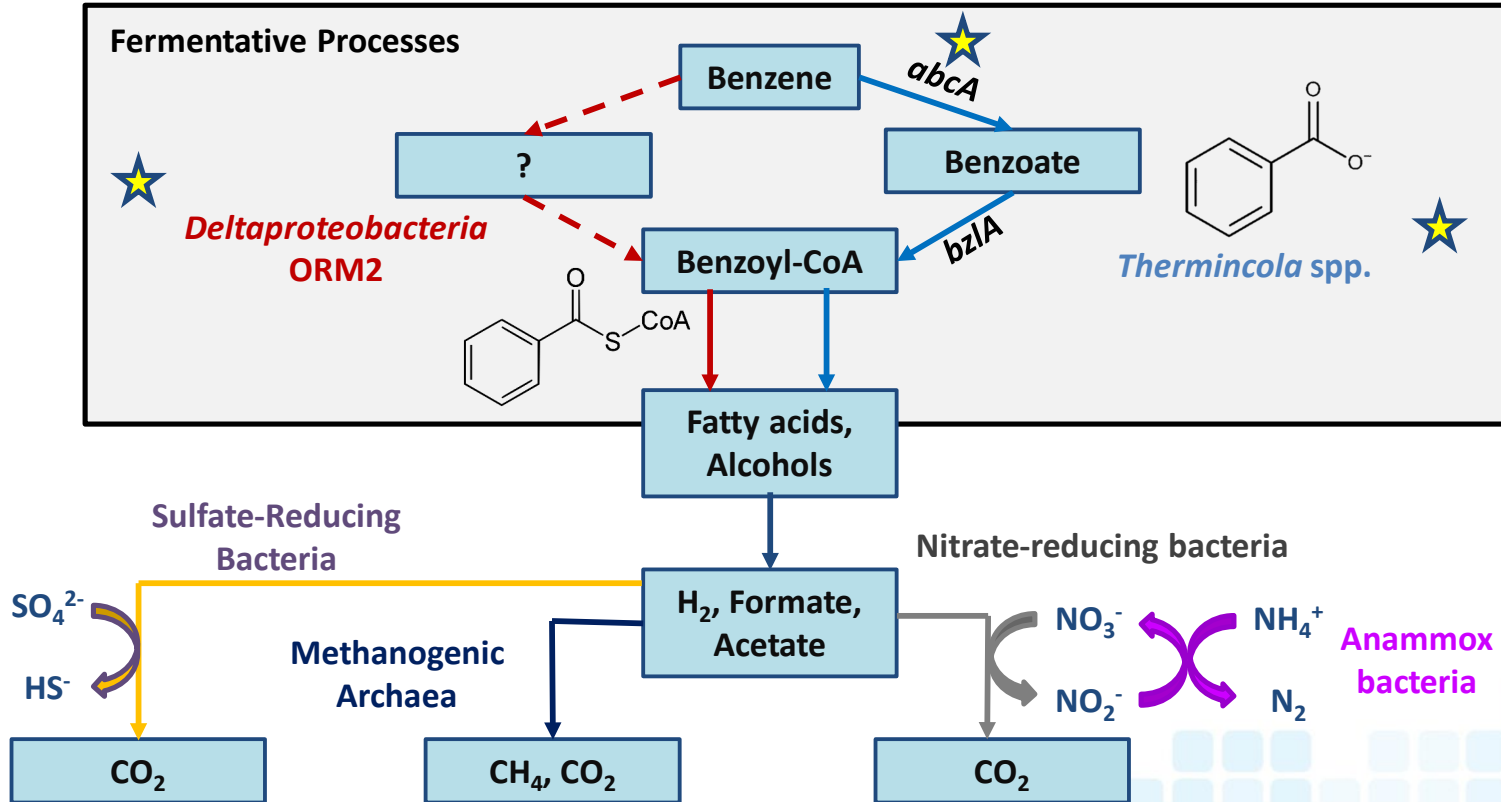 Fermentative Processes
Benzene
abcA
?
Benzoate
O
O⁻
Deltaproteobacteria
ORM2
Benzoyl-CoA
bzlA
Thermincola spp.
O
S
CoA
Fatty acids,
Alcohols
Sulfate-Reducing
Bacteria
Nitrate-reducing bacteria
SO₄²⁻
H₂, Formate,
Acetate
NO₃⁻
NH₄⁺
Anammox
bacteria
Methanogenic
Archaea
HS⁻
NO₂⁻
N₂
CO₂
CH₄, CO₂
CO₂